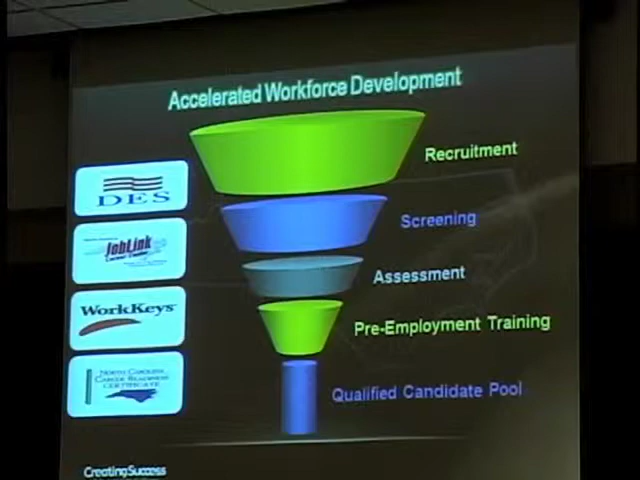 Accelerated Workforce Development
Recruitment
Screening
Assessment
Pre-Employment Training
Qualified Candidate Pool
DES
JobLink
WorkKeys
North Carolina
Career Readiness
Certificate
CreatingSuccess